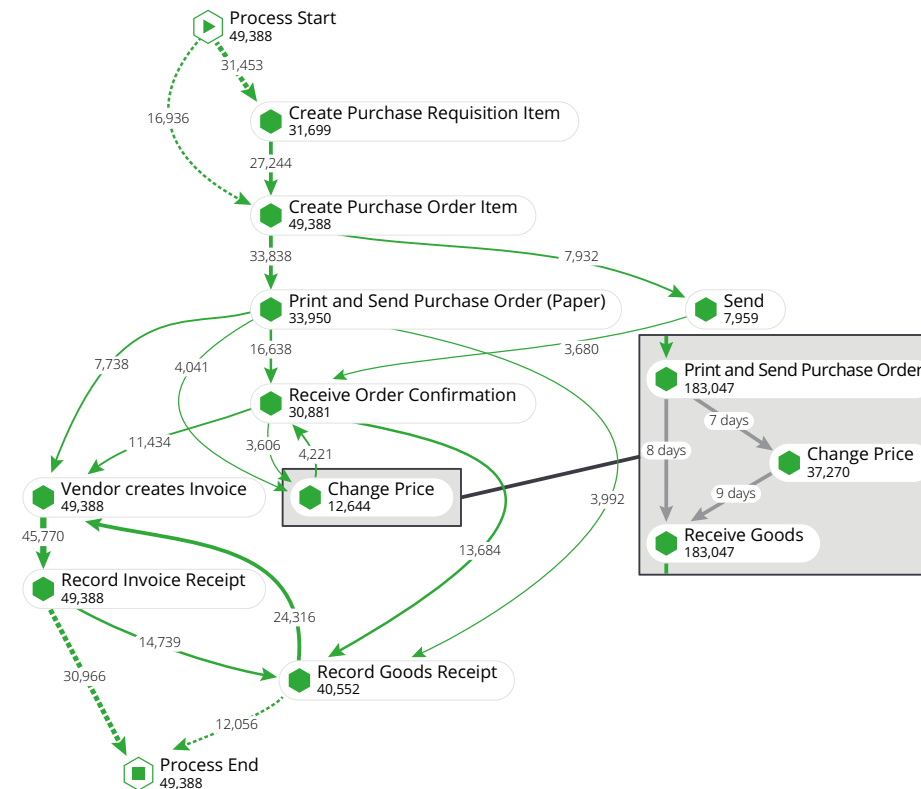 Process Start
49,388
31,453
16,936
Create Purchase Requisition Item
31,699
27,244
Create Purchase Order Item
49,388
33,838
7,932
Print and Send Purchase Order (Paper)
33,950
Send
7,959
7,738
4,041
16,638
3,680
Receive Order Confirmation
30,881
11,434
3,606
4,221
Vendor creates Invoice
49,388
Change Price
12,644
3,992
13,684
45,770
Record Invoice Receipt
49,388
24,316
14,739
30,966
Record Goods Receipt
40,552
12,056
Process End
49,388
Print and Send Purchase Order
183,047
7 days
8 days
Change Price
37,270
9 days
Receive Goods
183,047